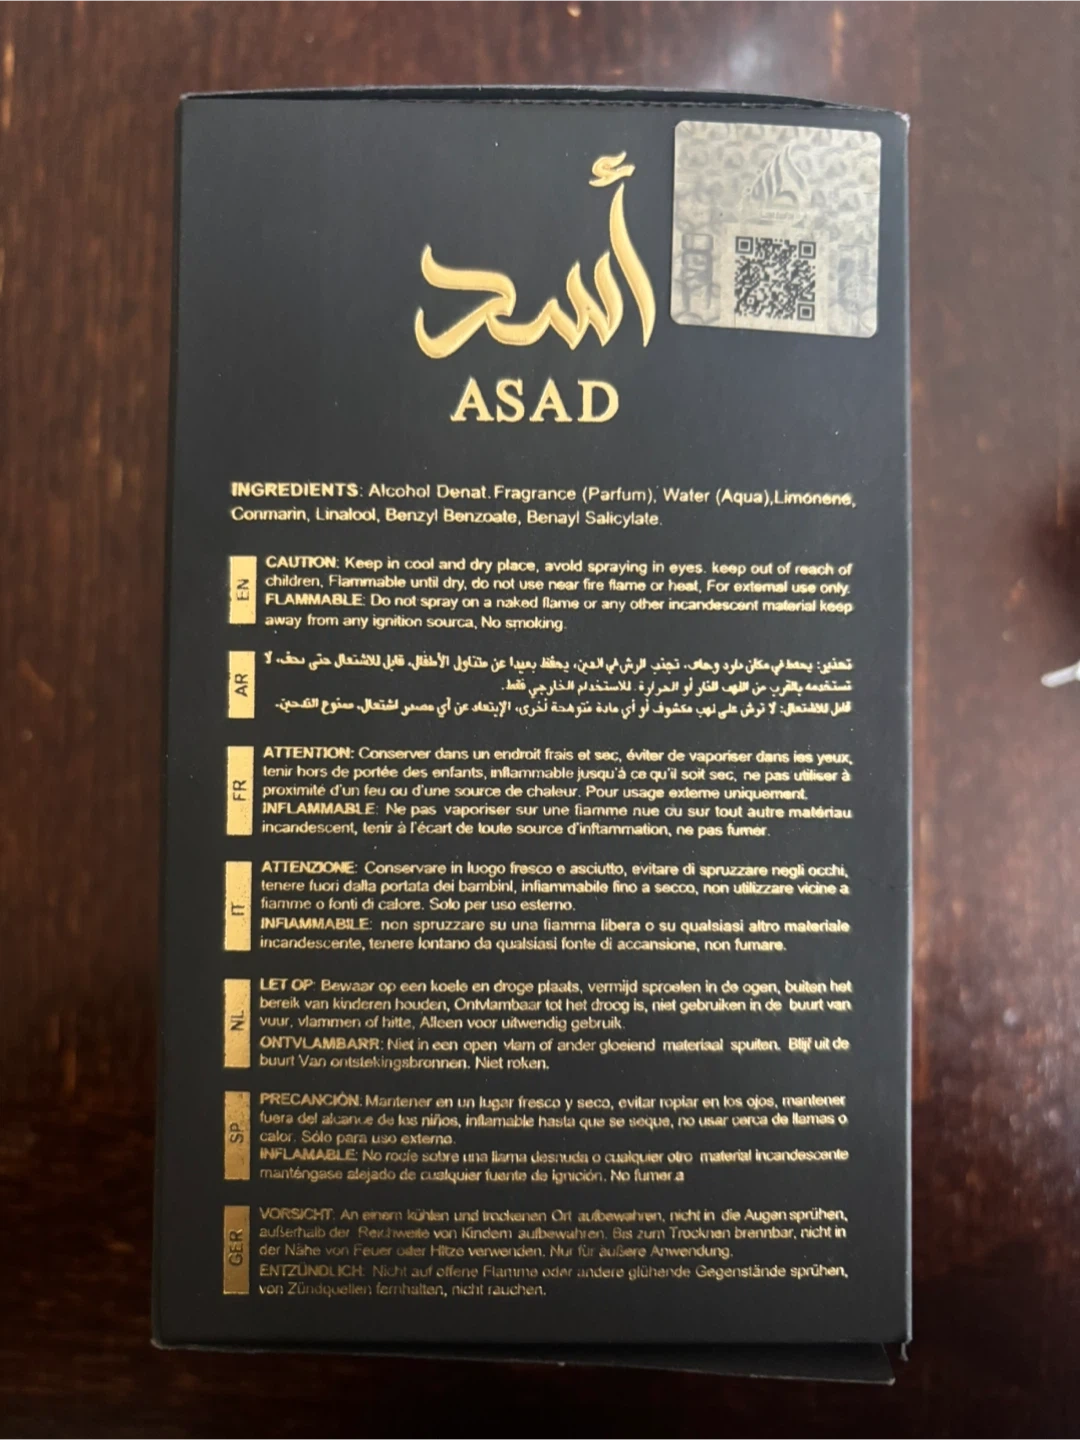 أسد
ASAD
INGREDIENTS: Alcohol Denat. Fragrance (Parfum), Water (Aqua),Limonene,
Conmarin, Linalool, Benzyl Benzoate, Benayl Salicylate.
EN
CAUTION: Keep in cool and dry place, avold spraying in eyes. keep out of reach of
children, Flammable until dry, do not use near fire flame or heat, For extemal use only.
FLAMMABLE: Do not spray on a naked flame or any other incandescent material keep
away from any ignition sourca, No smoking.
AR
تحذير: يحفظ في مكان بارد وجاف، تجنب الرش في العين، يحفظ بعيدا عن متناول الأطفال، قابل للاشتعال حتى يجف، لا
تستخدمه بالقرب من اللهب النار أو الحرارة. للاستخدام الخارجي فقط.
قابل للاشتعال: لا ترش على لهب مكشوف أو أي مادة متوهجة أخرى، الإبتعاد عن أي مصدر اشتعال، ممنوع التدخين.
FR
ATTENTION: Conserver dans un endroit frais et sec, éviter de vaporiser dans ies yeux,
tenir hors de portée des enfants, inflammable jusqu'à ce qu'il soit sec, ne pas utiliser à
proximité d'un feu ou d'une source de chaleur. Pour usage exteme uniquement.
INFLAMMABLE: Ne pas vaporiser sur une fiamme nue ou sur tout autre matériau
incandescent, tenir à l'écart de toute source d'inftammation, ne pas fumer.
IT
ATTENZIONE: Conservare in luogo fresco e asciutto, evitare di spruzzare negli occhi,
tenere fuori dalla portata dei bambinl, infiammabile fino a secco, non utilizzare vicine a
fiamme o fonti di calore. Solo per uso estemo.
INFIAMMABILE: non spruzzare su una fiamma libera o su qualsiasi altro materiale
incandescente, tenere lontano da qualsiasi fonte di accansione, non fumare.
NL
LET OP: Bewaar op een koele en droge plaats, vermijd sproeien in de ogen, buiten het
bereik van kinderen houden, Ontvlambaar tot het droog is, niet gebruiken in de buurt van
vuur, vlammen of hitte, Alleen voor uitwendig gebruik.
ONTVLAMBARR: Niet in een open vlam of ander gloeiend materiaal spuiten. Blijf uit de
buurt Van ontstekingsbronnen. Niet roken.
SP
PRECANCIÓN: Mantener en un lugar fresco y seco, evitar ropiar en los ojos, mantener
fuera del alcance de los niños, inflamable hasta que se seque, no usar cerca de llamas o
calor. Sólo para uso externo.
INFLAMABLE: No rocíe sobre una llama desnuda o cualquier otro material incandescente
manténgase alejado de cualquier fuente de ignición. No fumer.a
GER
VORSICHT: An einem kühlen und trockenen Ort aufbewahren, nicht in die Augen sprühen,
außerhalb der Reichweite von Kindern aufbewahren. Bis zum Trocknen brennbar, nicht in
der Nähe von Feuer oder Hitze verwenden. Nur für äußere Anwendung.
ENTZÜNDLICH: Nicht auf offene Flamme oder andere glühende Gegenstände sprühen,
von Zündquellen fernhalten, nicht rauchen.